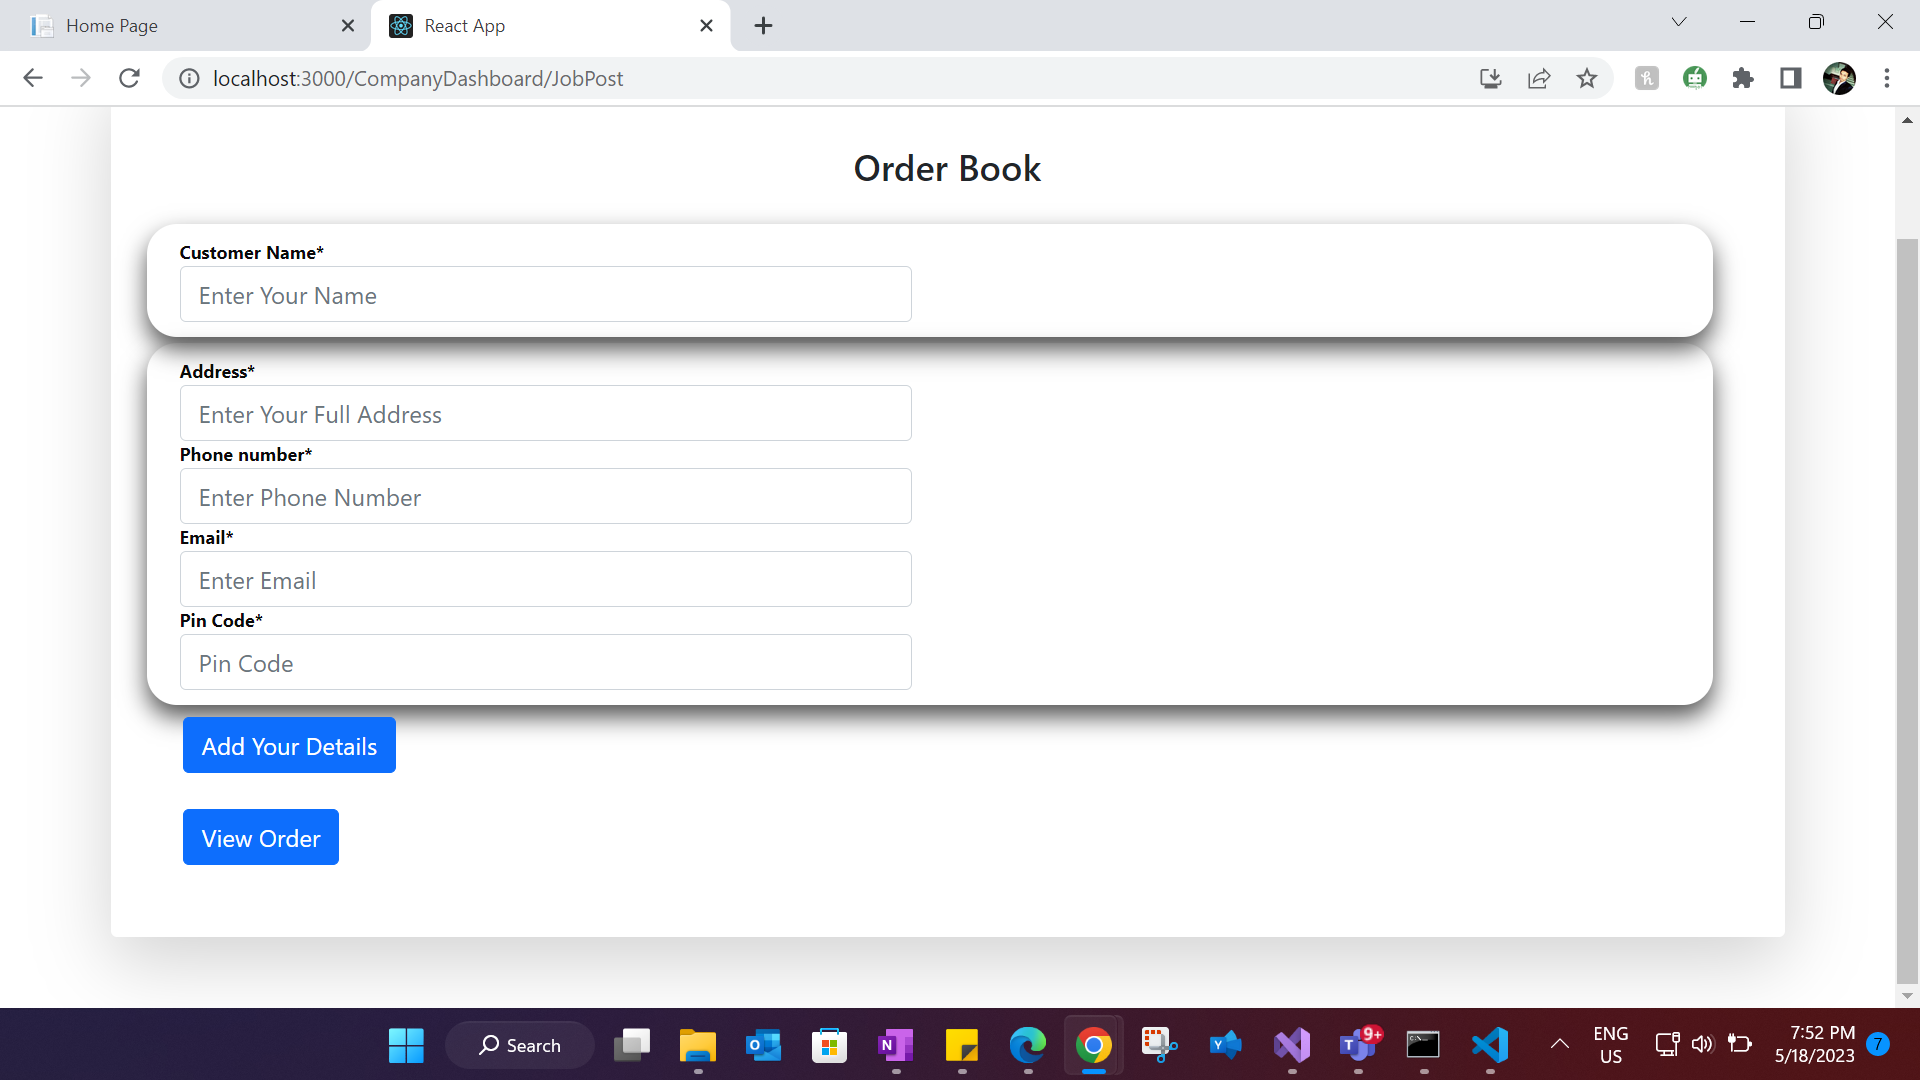 Home Page
React App
localhost:3000/CompanyDashboard/JobPost
Order Book
Customer Name*
Enter Your Name
Address*
Enter Your Full Address
Phone number*
Enter Phone Number
Email*
Enter Email
Pin Code*
Pin Code
Add Your Details
View Order
Search
9+
ENG
US
7:52 PM
5/18/2023
7